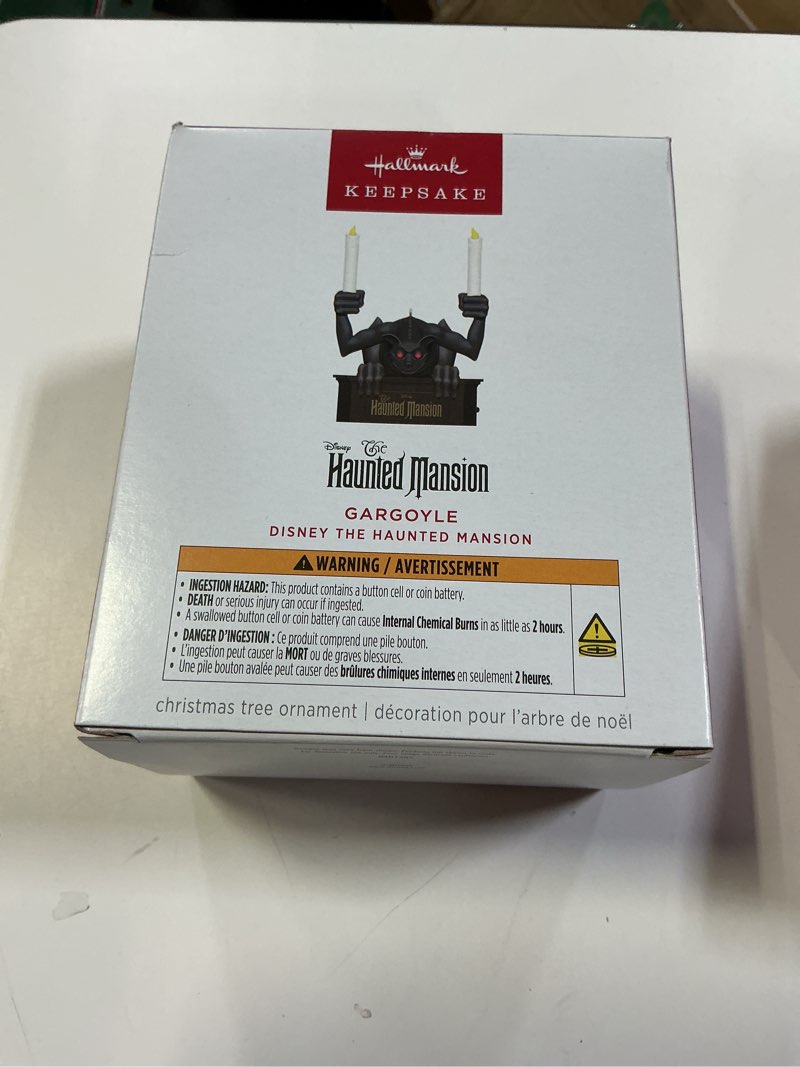 Hallmark
KEEPSAKE
The
Haunted Mansion
Disney The
Haunted Mansion
GARGOYLE
DISNEY THE HAUNTED MANSION
WARNING / AVERTISSEMENT
• INGESTION HAZARD: This product contains a button cell or coin battery.
• DEATH or serious injury can occur if ingested.
• A swallowed button cell or coin battery can cause Internal Chemical Burns in as little as 2 hours.
• DANGER D'INGESTION : Ce produit comprend une pile bouton.
• L'ingestion peut causer la MORT ou de graves blessures.
• Une pile bouton avalée peut causer des brûlures chimiques internes en seulement 2 heures.
christmas tree ornament | décoration pour l'arbre de noël